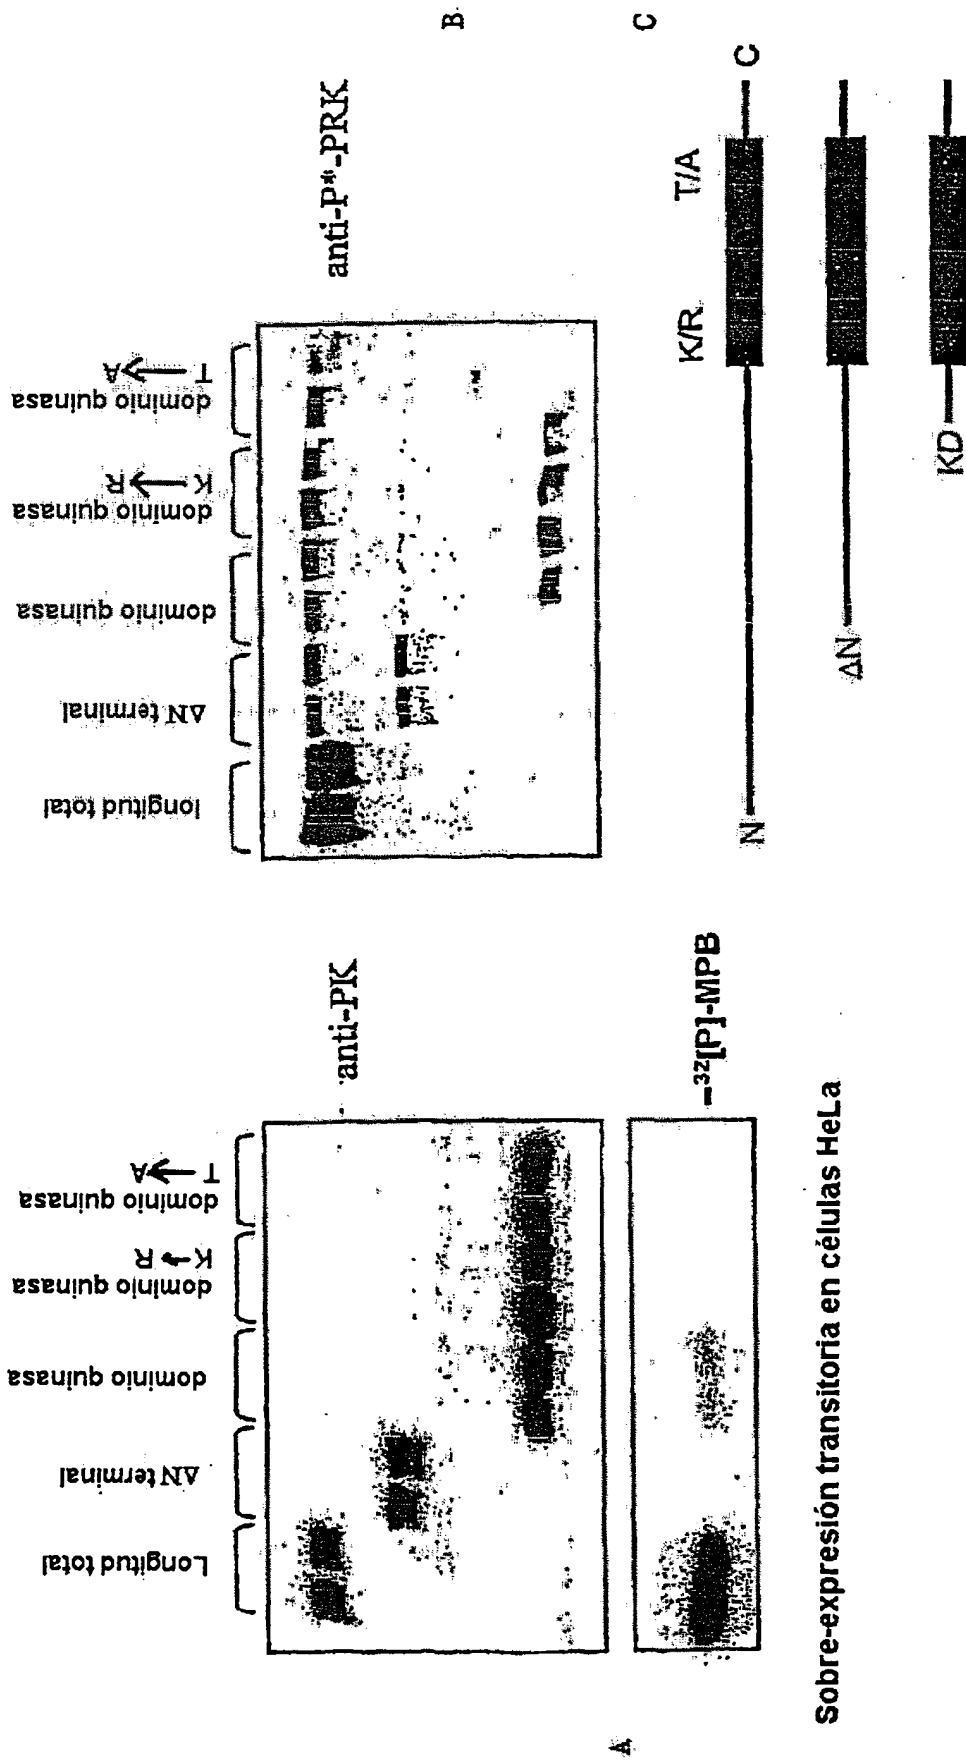 A
Longitud total
ΔN terminal
dominio quinasa
dominio quinasa
K→R
dominio quinasa
T→A
anti-PK
–³²[P]-MPB
Sobre-expresión transitoria en células HeLa
B
longitud total
ΔN terminal
dominio quinasa
dominio quinasa
K→R
dominio quinasa
T→A
anti-P*-PRK
C
K/R
T/A
N
C
ΔN
KD